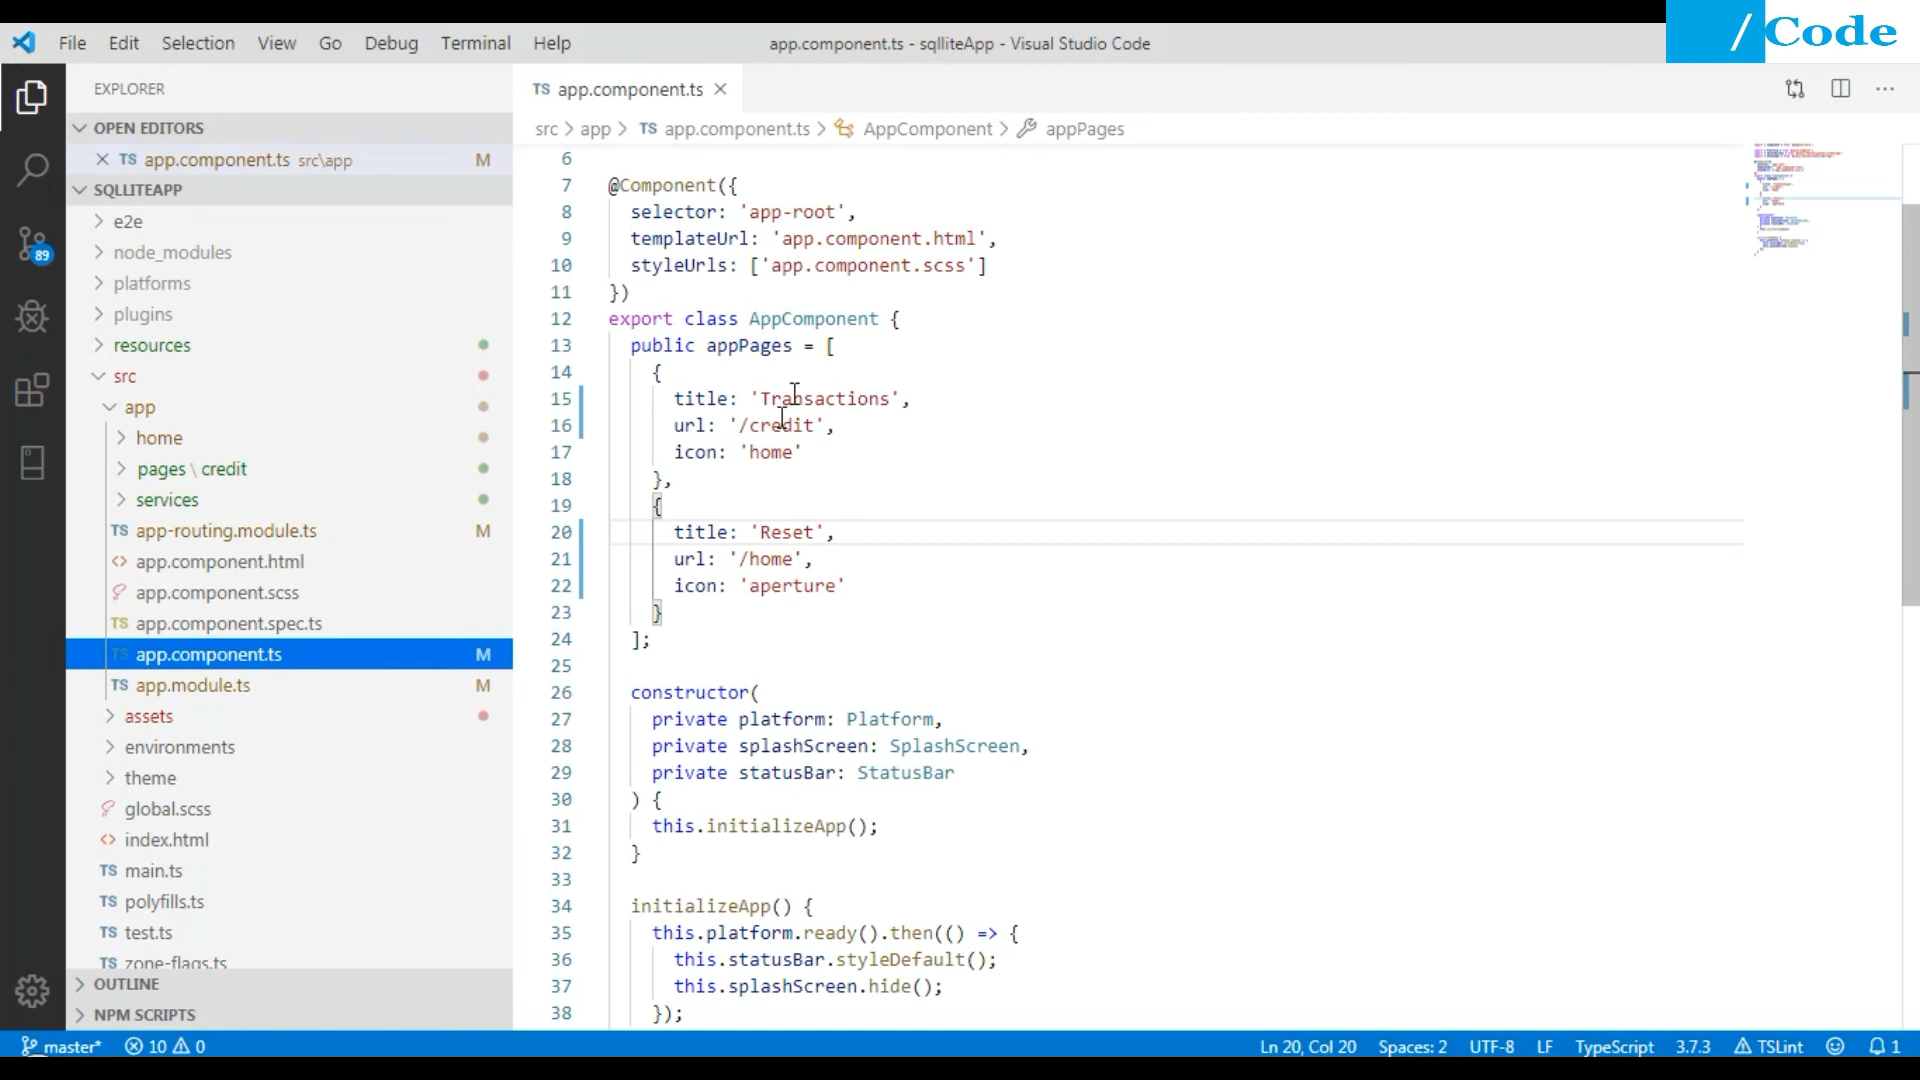 /Code
File Edit Selection View Go Debug Terminal Help
app.component.ts - sqlliteApp - Visual Studio Code
EXPLORER
OPEN EDITORS
TS app.component.ts src\app M
SQLLITEAPP
e2e
node_modules
platforms
plugins
resources
src
app
home
pages \ credit
services
TS app-routing.module.ts M
<> app.component.html
app.component.scss
TS app.component.spec.ts
TS app.component.ts M
TS app.module.ts M
assets
environments
theme
global.scss
<> index.html
TS main.ts
TS polyfills.ts
TS test.ts
TS zone-flags.ts
OUTLINE
NPM SCRIPTS
89
TS app.component.ts
src > app > TS app.component.ts > AppComponent > appPages
6
7 @Component({
8 selector: 'app-root',
9 templateUrl: 'app.component.html',
10 styleUrls: ['app.component.scss']
11 })
12 export class AppComponent {
13 public appPages = [
14 {
15 title: 'Transactions',
16 url: '/credit',
17 icon: 'home'
18 },
19 {
20 title: 'Reset',
21 url: '/home',
22 icon: 'aperture'
23 }
24 ];
25
26 constructor(
27 private platform: Platform,
28 private splashScreen: SplashScreen,
29 private statusBar: StatusBar
30 ) {
31 this.initializeApp();
32 }
33
34 initializeApp() {
35 this.platform.ready().then(() => {
36 this.statusBar.styleDefault();
37 this.splashScreen.hide();
38 });
master* 10 0 Ln 20, Col 20 Spaces: 2 UTF-8 LF TypeScript 3.7.3 TSLint 1